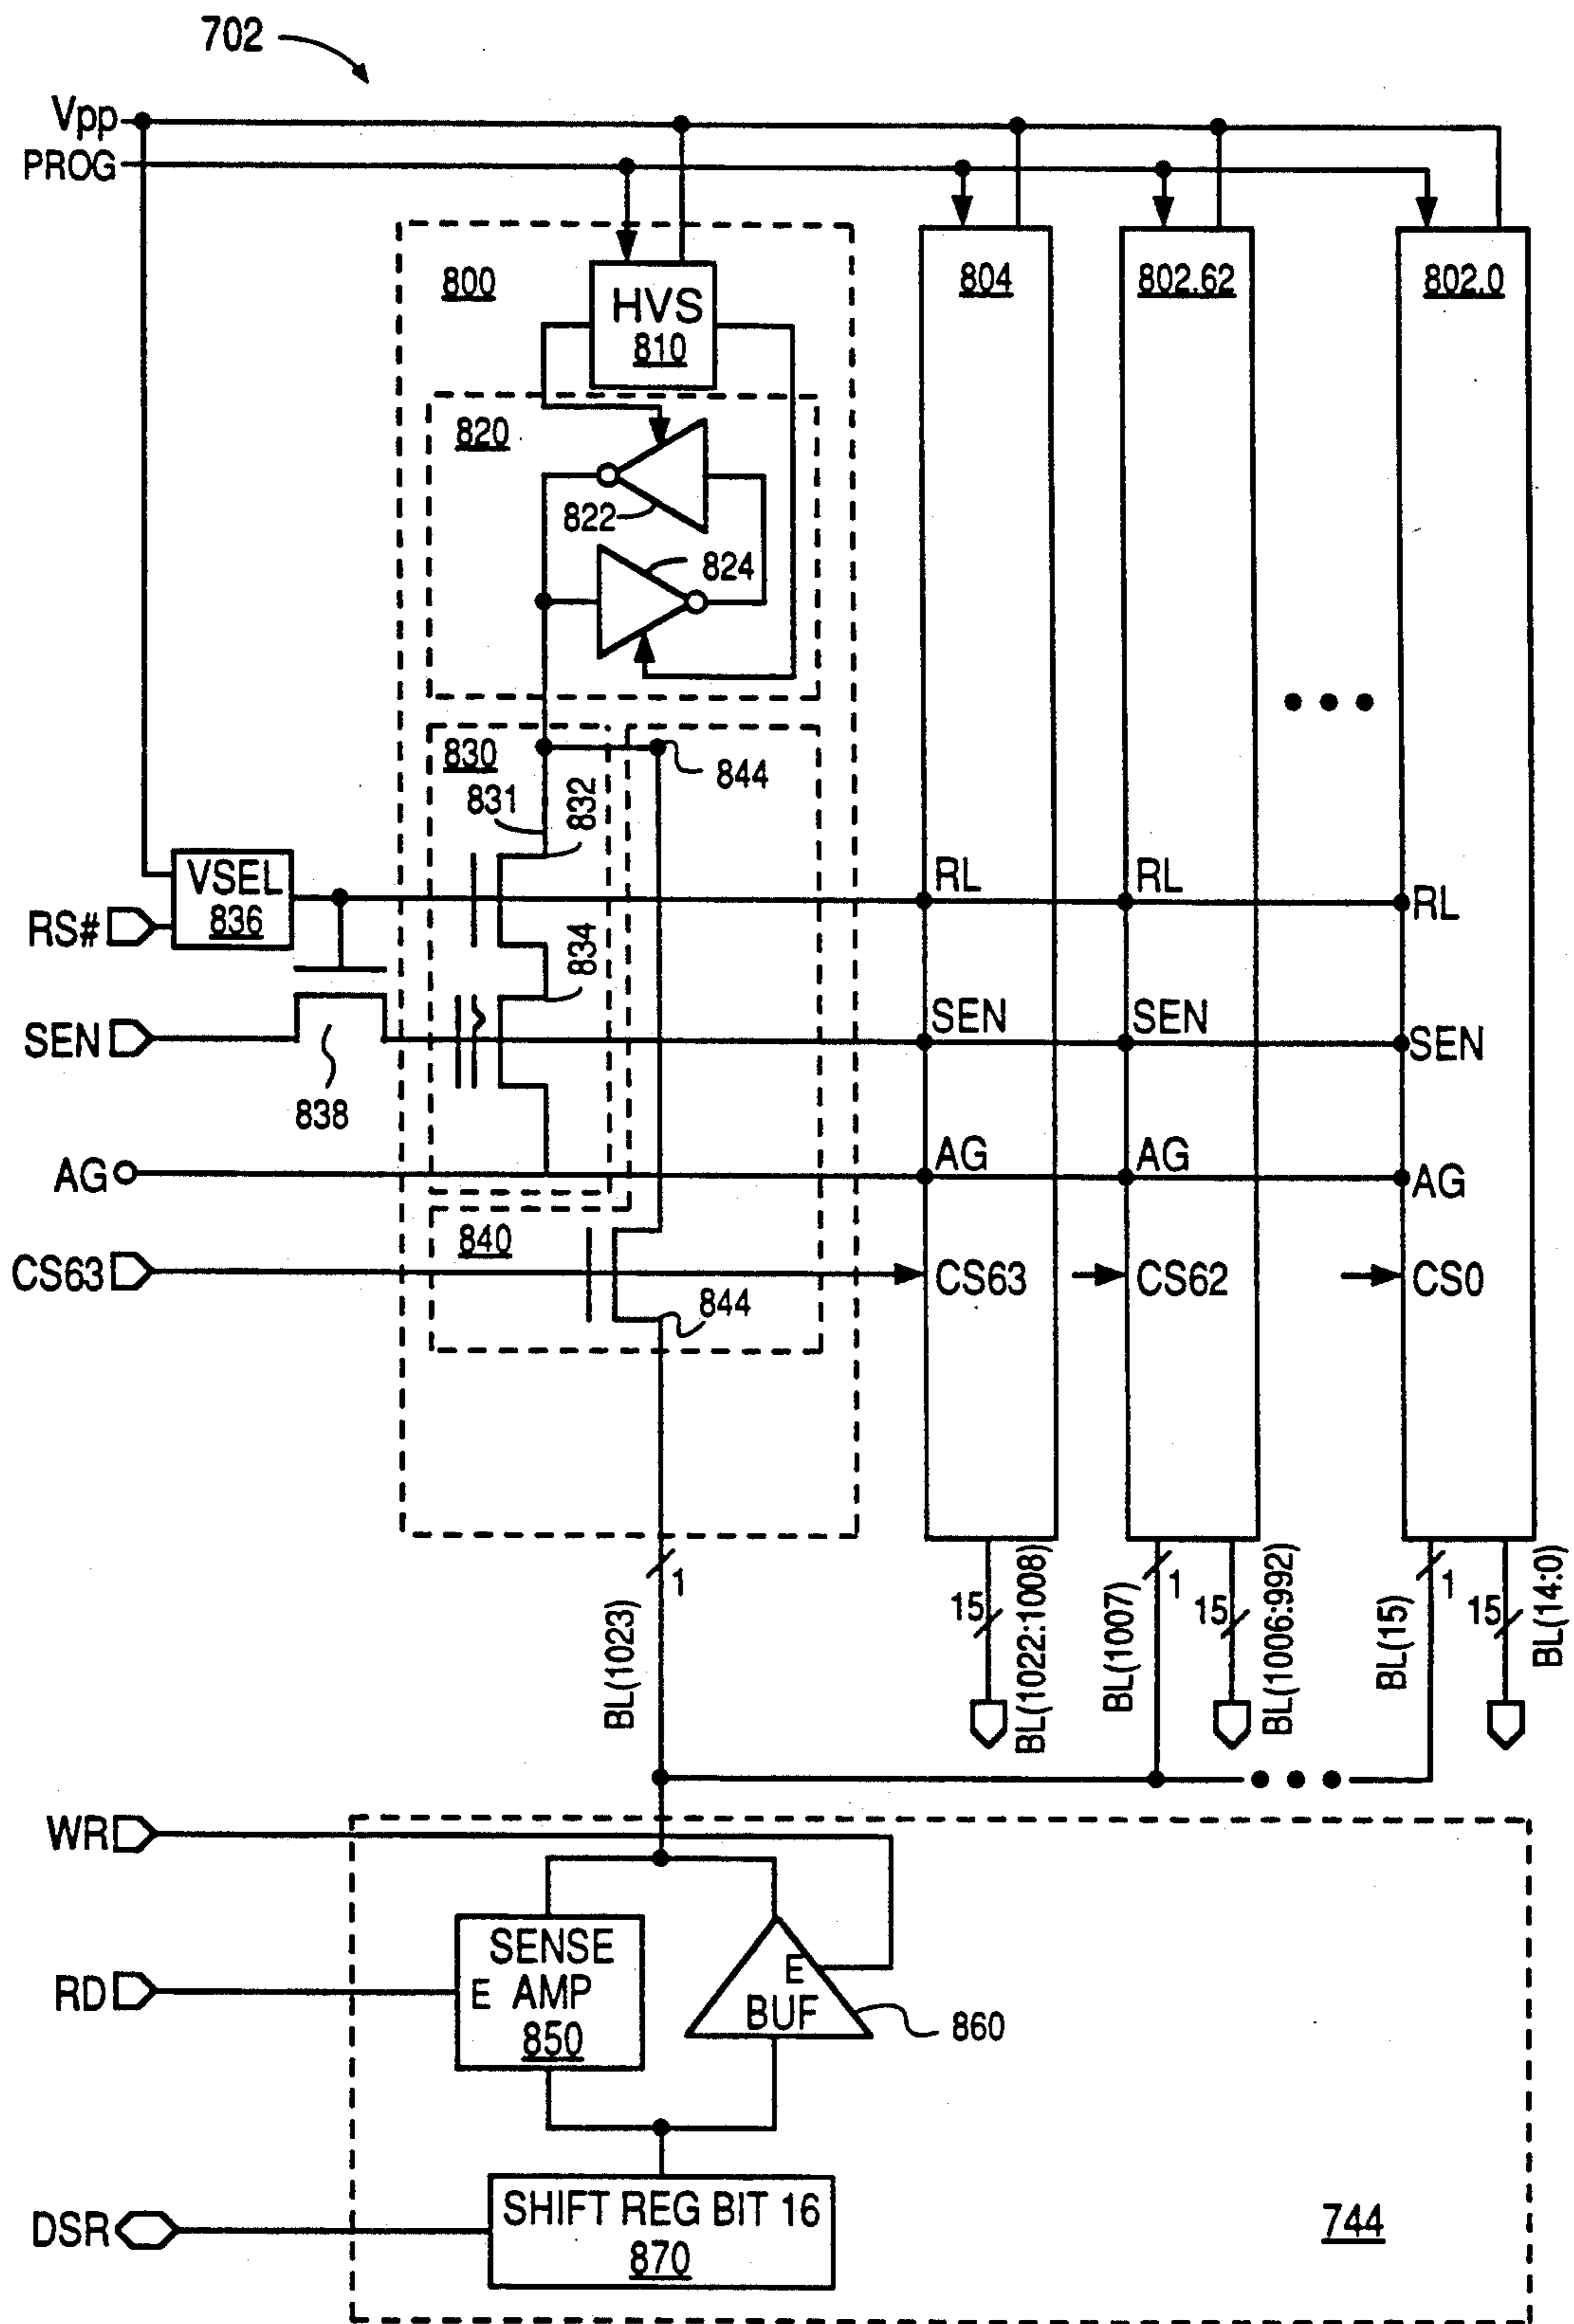 702
Vpp
PROG
800
HVS
810
804
802.62
802.0
820
822
824
830
844
831
832
VSEL
836
RS#
RL
RL
RL
834
SEN
SEN
SEN
SEN
838
AG
AG
AG
AG
840
CS63
CS63
CS62
CS0
844
1
BL(1023)
15
BL(1022:1008)
BL(1007)
1
15
BL(1006:992)
BL(15)
1
15
BL(14:0)
WR
SENSE
E AMP
850
RD
E
BUF
860
SHIFT REG BIT 16
870
DSR
744